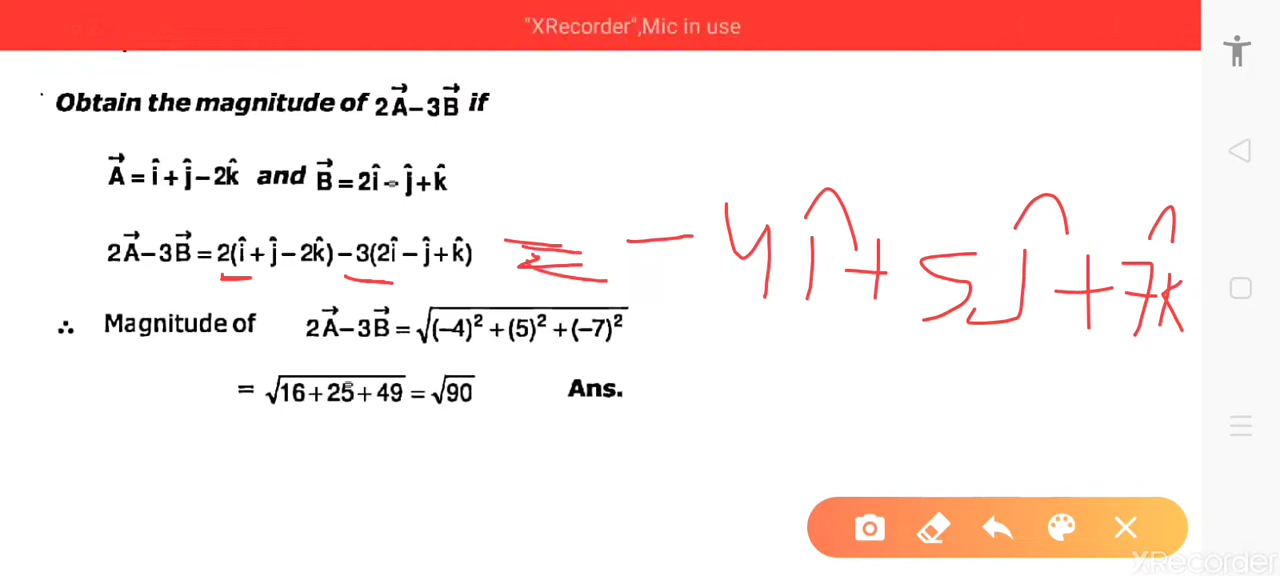 "XRecorder",Mic in use
Obtain the magnitude of 2A⃗–3B⃗ if
A⃗ = î + ĵ – 2k̂ and B⃗ = 2î – ĵ + k̂
2A⃗–3B⃗ = 2(î + ĵ – 2k̂) – 3(2î – ĵ + k̂) = – 4î + 5ĵ + 7k̂
∴ Magnitude of 2A⃗–3B⃗ = √(–4)² + (5)² + (–7)²
= √16+25+49 = √90 Ans.
XRecorder